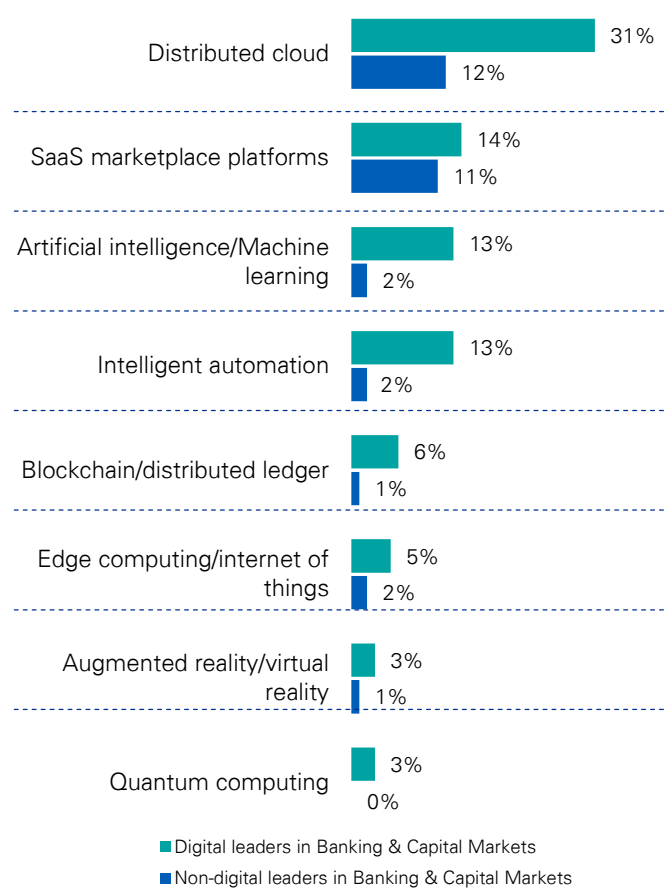 31%
Distributed cloud
12%
14%
SaaS marketplace platforms
11%
Artificial intelligence/Machine
learning
13%
2%
13%
Intelligent automation
2%
6%
Blockchain/distributed ledger
1%
Edge computing/internet of
things
5%
2%
Augmented reality/virtual
reality
3%
1%
3%
Quantum computing
0%
Digital leaders in Banking & Capital Markets
Non-digital leaders in Banking & Capital Markets